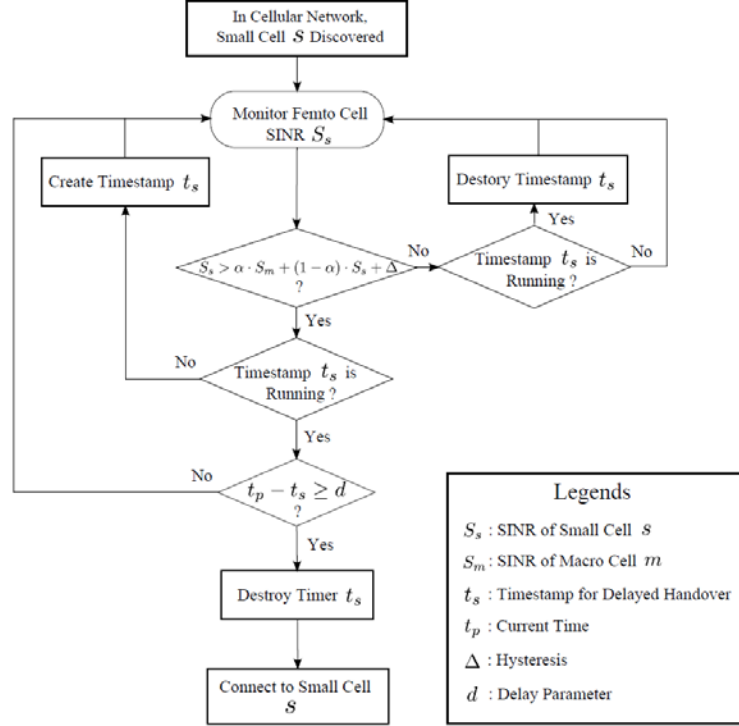 In Cellular Network,
Small Cell s Discovered
Monitor Femto Cell
SINR S_s
Create Timestamp t_s
Destory Timestamp t_s
Yes
No
No
S_s > α · S_m + (1 − α) · S_s + Δ
?
Timestamp t_s is
Running ?
Yes
No
Timestamp t_s is
Running ?
Yes
No
t_p − t_s ≥ d
?
Yes
Destroy Timer t_s
Connect to Small Cell
s
Legends
S_s : SINR of Small Cell s
S_m : SINR of Macro Cell m
t_s : Timestamp for Delayed Handover
t_p : Current Time
Δ : Hysteresis
d : Delay Parameter